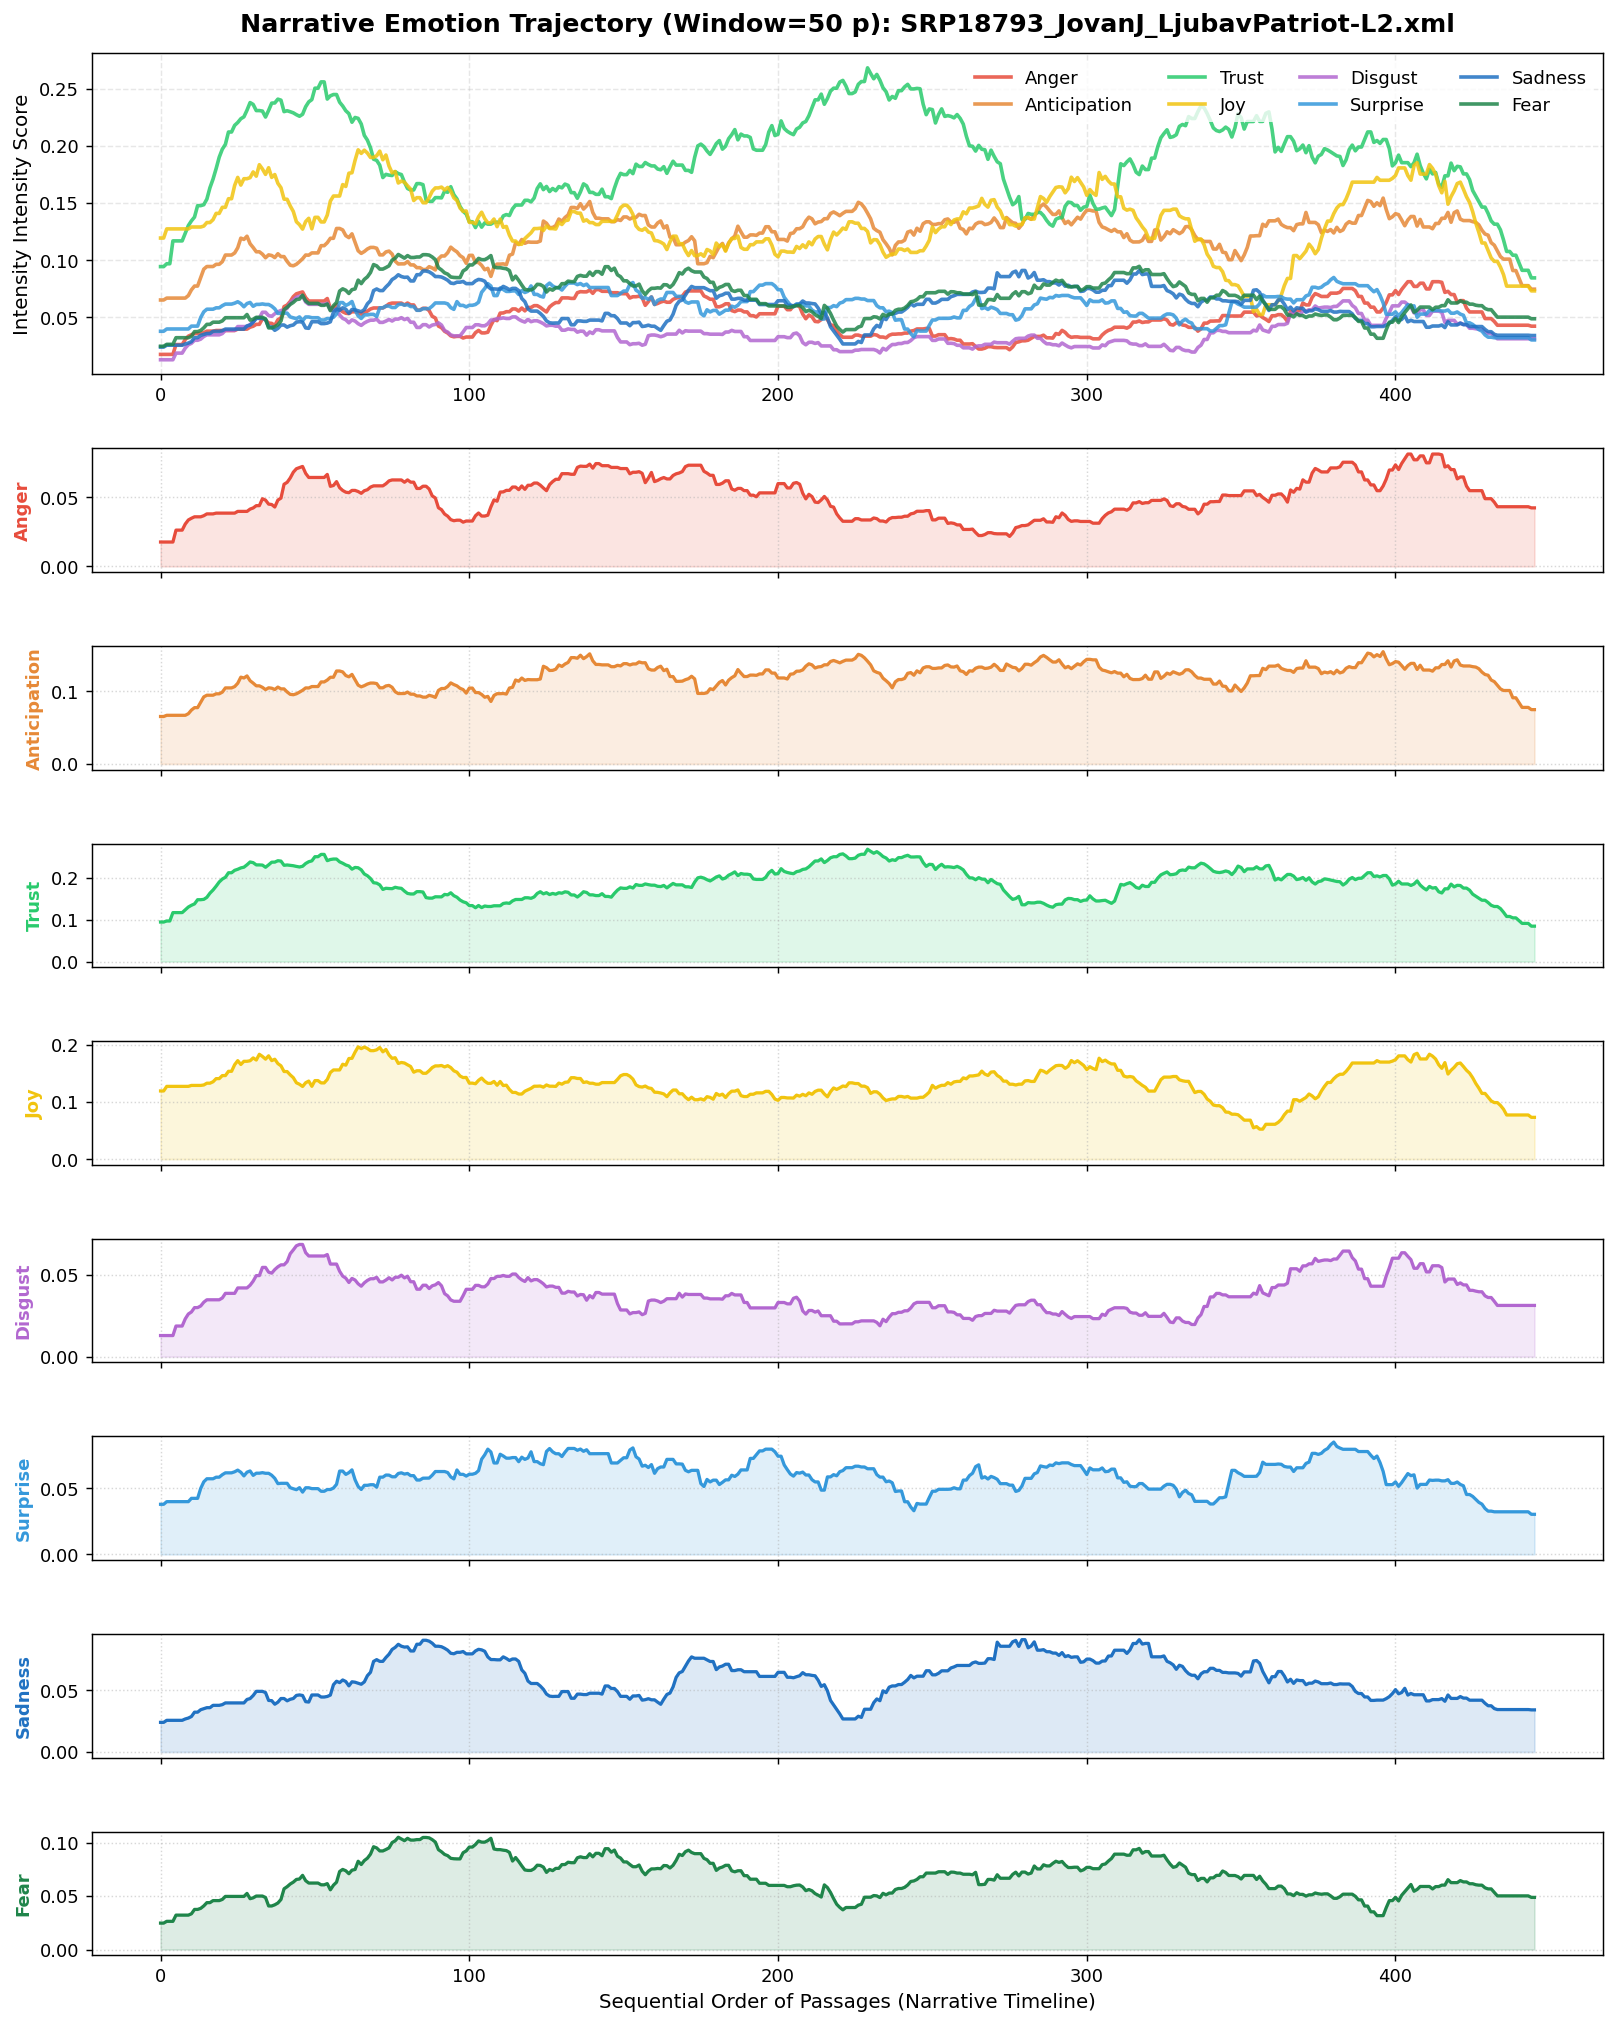 Narrative Emotion Trajectory (Window=50 p): SRP18793_JovanJ_LjubavPatriot-L2.xml
Intensity Intensity Score
0.25
0.20
0.15
0.10
0.05
Anger
Anticipation
Trust
Joy
Disgust
Surprise
Sadness
Fear
0 100 200 300 400
Anger
0.05
0.00
Anticipation
0.1
0.0
Trust
0.2
0.1
0.0
Joy
0.2
0.1
0.0
Disgust
0.05
0.00
Surprise
0.05
0.00
Sadness
0.05
0.00
Fear
0.10
0.05
0.00
0 100 200 300 400
Sequential Order of Passages (Narrative Timeline)